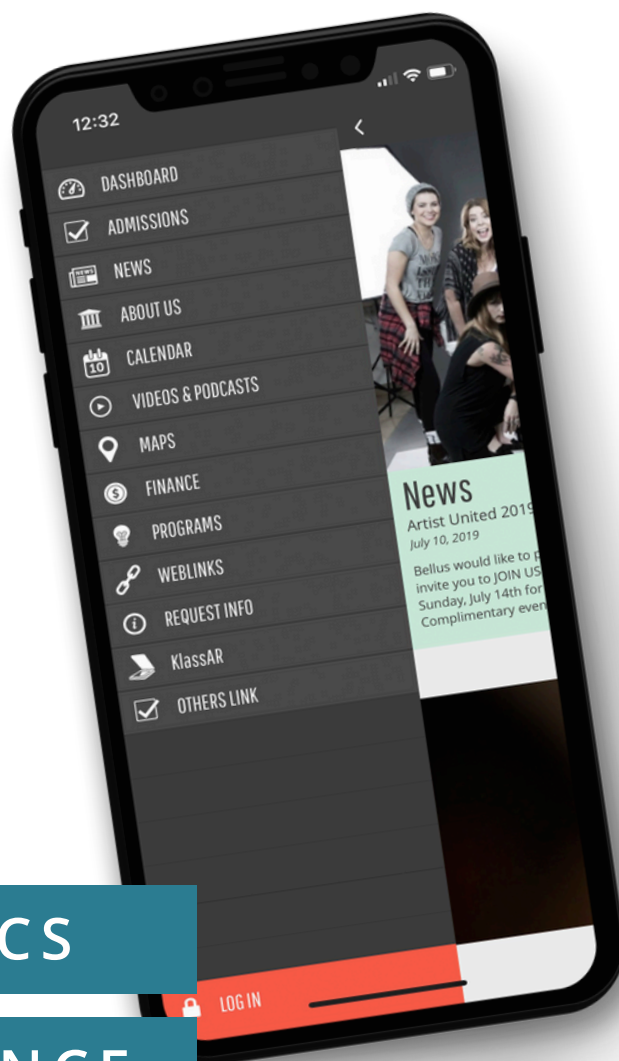 12:32
DASHBOARD
ADMISSIONS
NEWS
NEWS
ABOUT US
CALENDAR
10
VIDEOS & PODCASTS
MAPS
FINANCE
$
PROGRAMS
WEBLINKS
REQUEST INFO
i
KlassAR
OTHERS LINK
LOG IN
News
Artist United 2019
July 10, 2019
Bellus would like to p
invite you to JOIN US
Sunday, July 14th for
Complimentary even
CS
NCE